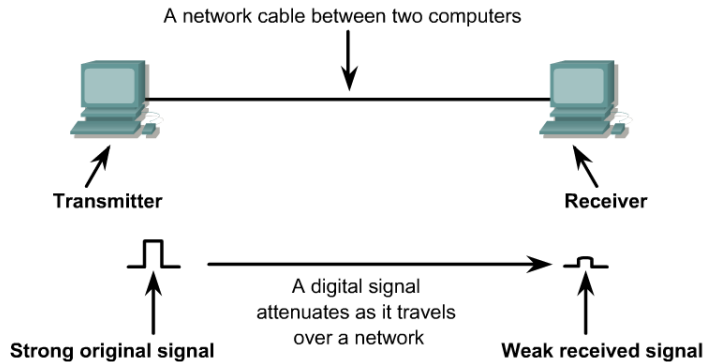 A network cable between two computers
Transmitter
Receiver
A digital signal
attenuates as it travels
over a network
Strong original signal
Weak received signal